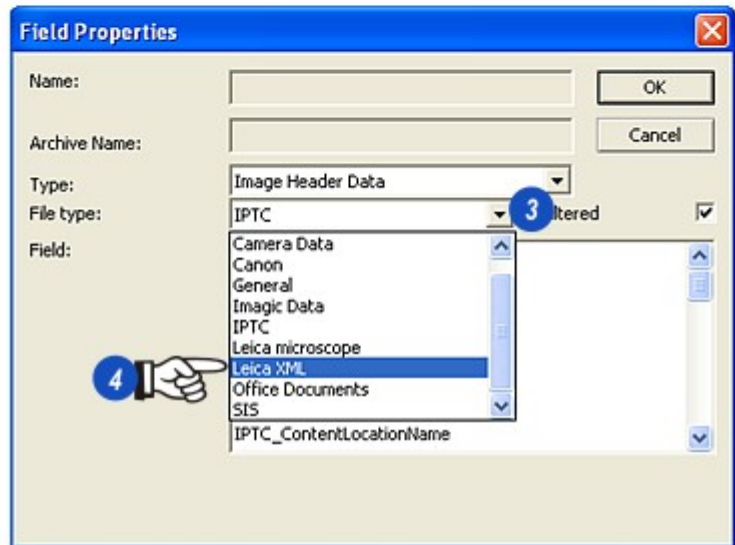 Field Properties
Name:
OK
Archive Name:
Cancel
Type:
Image Header Data
File type:
IPTC
3
Field:
Camera Data
Canon
General
Imagic Data
IPTC
Leica microscope
4
Leica XML
Office Documents
SIS
IPTC_ContentLocationName